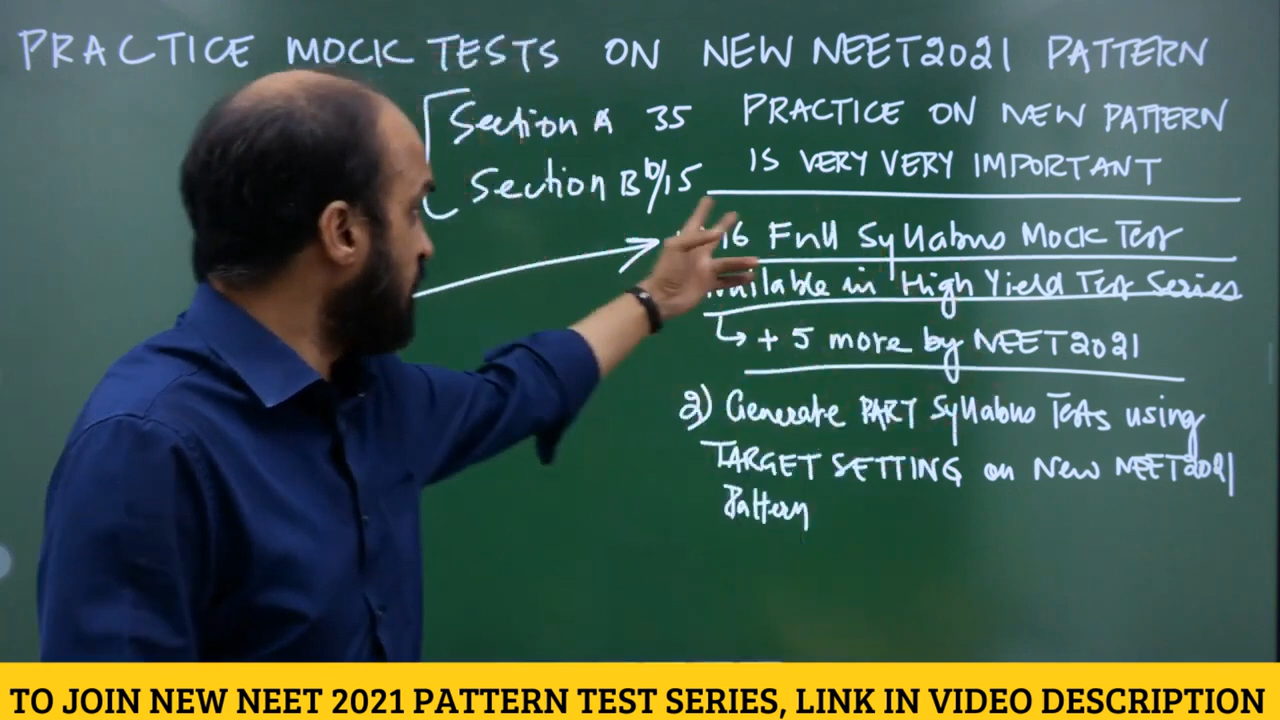 PRACTICE MOCK TESTS ON NEW NEET2021 PATTERN
Section A 35
Section B 15
PRACTICE ON NEW PATTERN
IS VERY VERY IMPORTANT
16 Full Syllabus Mock Test
in High Yield Test Series
+ 5 more by NEET2021
2) Generate PART Syllabus Tests using
TARGET SETTING on New NEET2021
Pattern
TO JOIN NEW NEET 2021 PATTERN TEST SERIES, LINK IN VIDEO DESCRIPTION